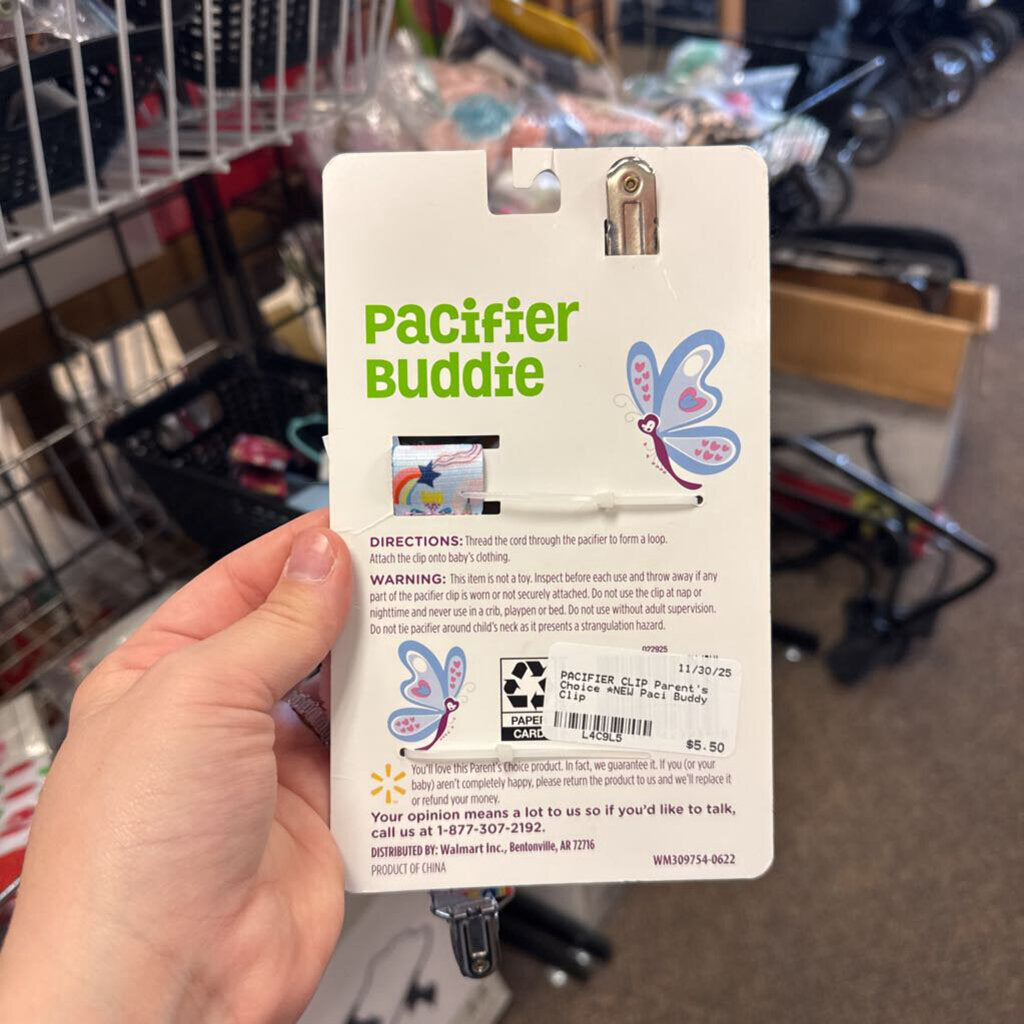 Pacifier
Buddie
DIRECTIONS: Thread the cord through the pacifier to form a loop.
Attach the clip onto baby's clothing.
WARNING: This item is not a toy. Inspect before each use and throw away if any
part of the pacifier clip is worn or not securely attached. Do not use the clip at nap or
nighttime and never use in a crib, playpen or bed. Do not use without adult supervision.
Do not tie pacifier around child's neck as it presents a strangulation hazard.
022925
11/30/25
PACIFIER CLIP Parent's
Choice *NEW Paci Buddy
Clip
L4C9L5
$5.50
PAPER
CARD
You'll love this Parent's Choice product. In fact, we guarantee it. If you (or your
baby) aren't completely happy, please return the product to us and we'll replace it
or refund your money.
Your opinion means a lot to us so if you'd like to talk,
call us at 1-877-307-2192.
DISTRIBUTED BY: Walmart Inc., Bentonville, AR 72716
PRODUCT OF CHINA
WM309754-0622